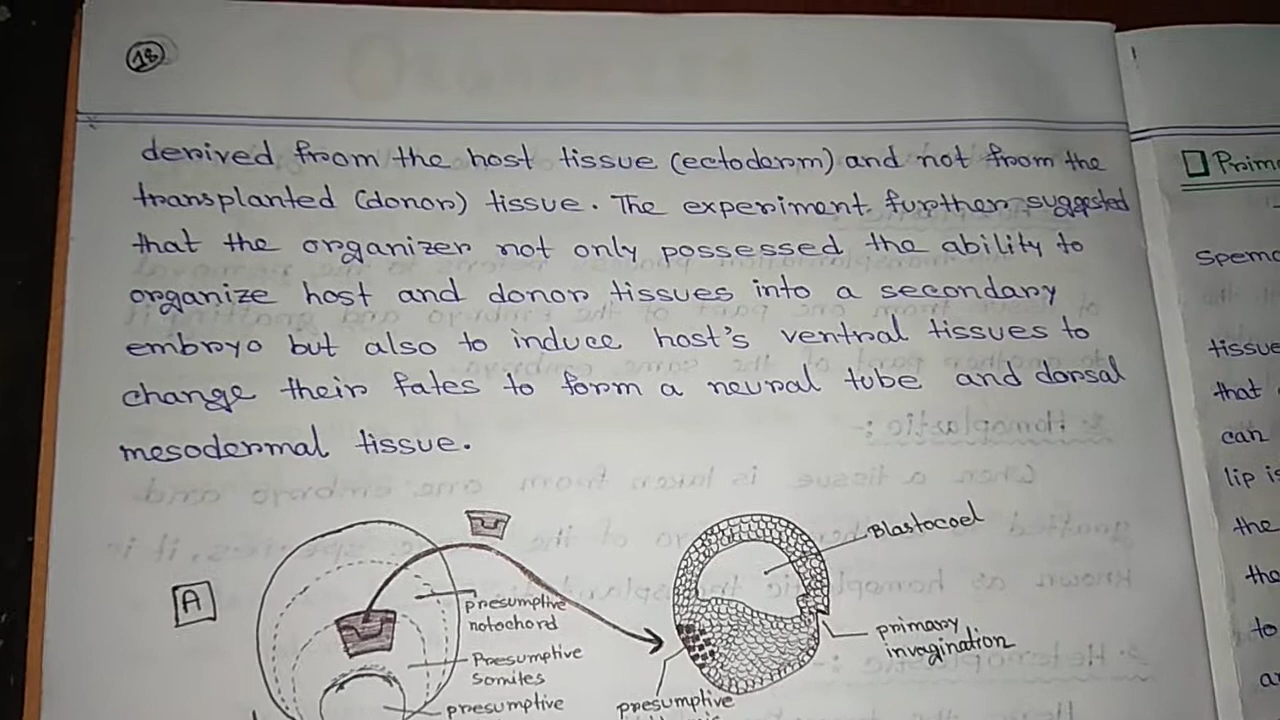 18
derived from the host tissue (ectoderm) and not from the
transplanted (donor) tissue. The experiment further suggested
that the organizer not only possessed the ability to
organize host and donor tissues into a secondary
embryo but also to induce host's ventral tissues to
change their fates to form a neural tube and dorsal
mesodermal tissue.
A
presumptive
notochord
Presumptive
Somites
presumptive
Blastocoel
primary
invagination
presumptive
tissue
that
can
lip is
the
to